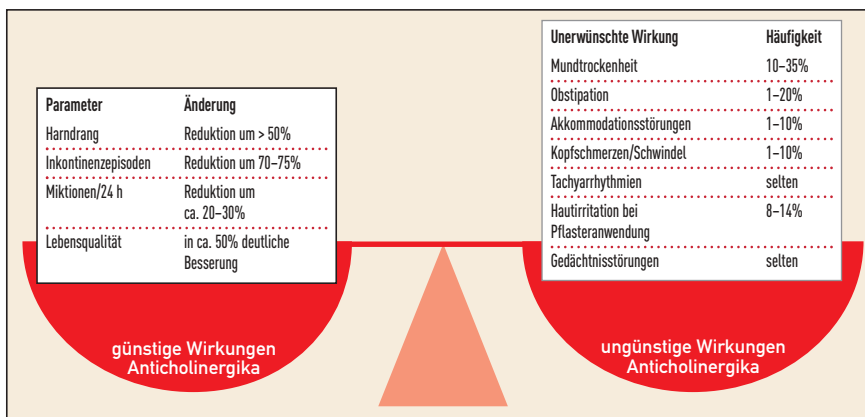 Parameter Änderung
Harndrang Reduktion um > 50%
Inkontinenzepisoden Reduktion um 70–75%
Miktionen/24 h Reduktion um
ca. 20–30%
Lebensqualität in ca. 50% deutliche
Besserung
günstige Wirkungen
Anticholinergika
Unerwünschte Wirkung Häufigkeit
Mundtrockenheit 10–35%
Obstipation 1–20%
Akkommodationsstörungen 1–10%
Kopfschmerzen/Schwindel 1–10%
Tachyarrhythmien selten
Hautirritation bei 8–14%
Pflasteranwendung
Gedächtnisstörungen selten
ungünstige Wirkungen
Anticholinergika